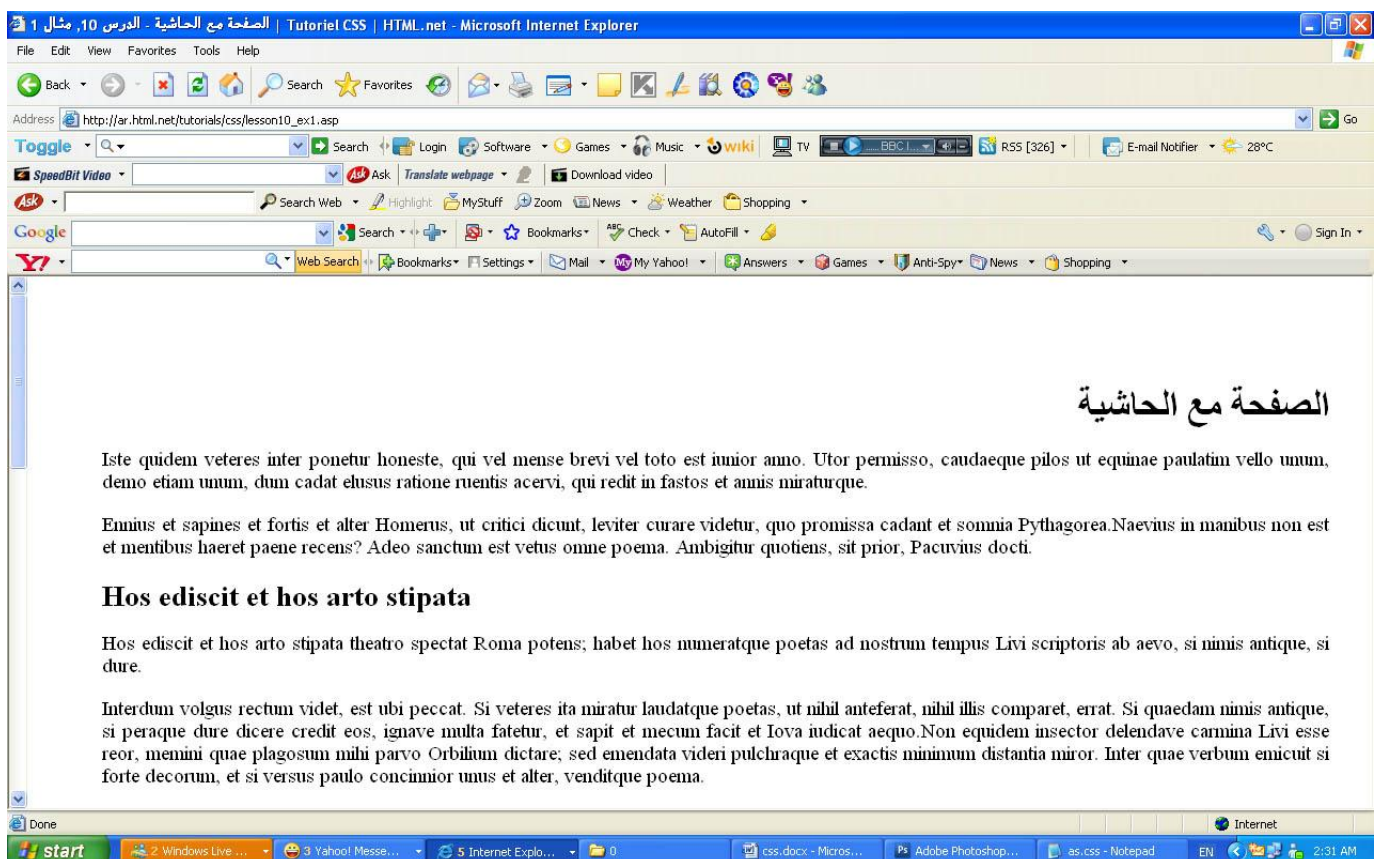 الصفحة مع الحاشية - الدرس 10, مثال 1 | Tutoriel CSS | HTML.net - Microsoft Internet Explorer
File Edit View Favorites Tools Help
Back Search Favorites
Address http://ar.html.net/tutorials/css/lesson10_ex1.asp Go
Toggle Search Login Software Games Music wiki TV .....BBC RSS [326] E-mail Notifier 28°C
SpeedBit Video Ask Translate webpage Download video
Ask Search Web Highlight MyStuff Zoom News Weather Shopping
Google Search Bookmarks ABC Check AutoFill Sign In
Y! Web Search Bookmarks Settings Mail My My Yahoo! Answers Games Anti-Spy News Shopping
الصفحة مع الحاشية
Iste quidem veteres inter ponetur honeste, qui vel mense brevi vel toto est iunior anno. Utor permisso, caudaeque pilos ut equinae paulatim vello unum,
demo etiam unum, dum cadat elusus ratione ruentis acervi, qui redit in fastos et annis miraturque.
Ennius et sapines et fortis et alter Homerus, ut critici dicunt, leviter curare videtur, quo promissa cadant et somnia Pythagorea.Naevius in manibus non est
et mentibus haeret paene recens? Adeo sanctum est vetus omne poema. Ambigitur quotiens, sit prior, Pacuvius docti.
Hos ediscit et hos arto stipata
Hos ediscit et hos arto stipata theatro spectat Roma potens; habet hos numeratque poetas ad nostrum tempus Livi scriptoris ab aevo, si nimis antique, si
dure.
Interdum volgus rectum videt, est ubi peccat. Si veteres ita miratur laudatque poetas, ut nihil anteferat, nihil illis comparet, errat. Si quaedam nimis antique,
si peraque dure dicere credit eos, ignave multa fatetur, et sapit et mecum facit et Iova iudicat aequo.Non equidem insector delendave carmina Livi esse
reor, memini quae plagosum mihi parvo Orbilium dictare; sed emendata videri pulchraque et exactis minimum distantia miror. Inter quae verbum emicuit si
forte decorum, et si versus paulo concinnior unus et alter, venditque poema.
Done Internet
start 2 Windows Live ... 3 Yahoo! Messe... 5 Internet Explo... 0 css.docx - Micros... Ps Adobe Photoshop... as.css - Notepad EN 2:31 AM